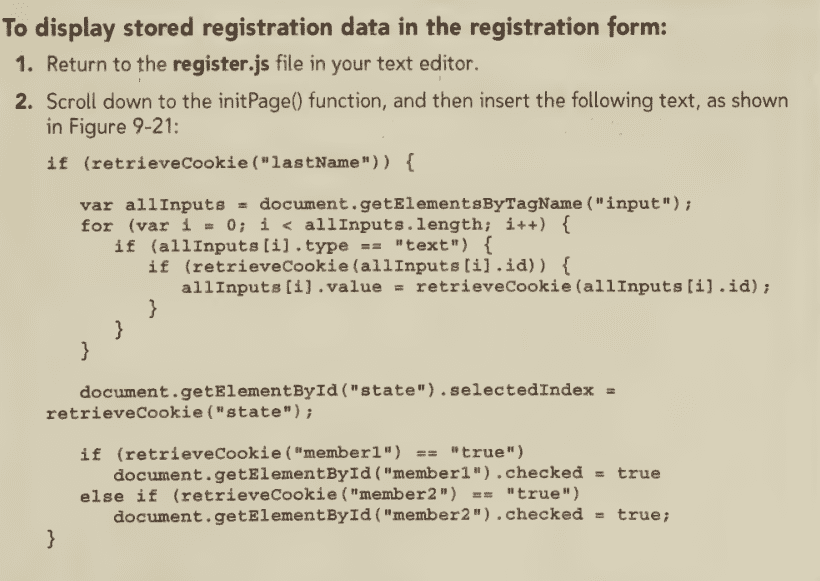 To display stored registration data in the registration form:
1. Return to the register.js file in your text editor.
2. Scroll down to the initPage() function, and then insert the following text, as shown
in Figure 9-21:
if (retrieveCookie("lastName")) {
var allInputs = document.getElementsByTagName("input");
for (var i = 0; i < allInputs.length; i++) {
if (allInputs[i].type == "text") {
if (retrieveCookie(allInputs[i].id)) {
allInputs[i].value = retrieveCookie(allInputs[i].id);
}
}
}
document.getElementById("state").selectedIndex =
retrieveCookie("state");
if (retrieveCookie("member1") == "true")
document.getElementById("member1").checked = true
else if (retrieveCookie("member2") == "true")
document.getElementById("member2").checked = true;
}